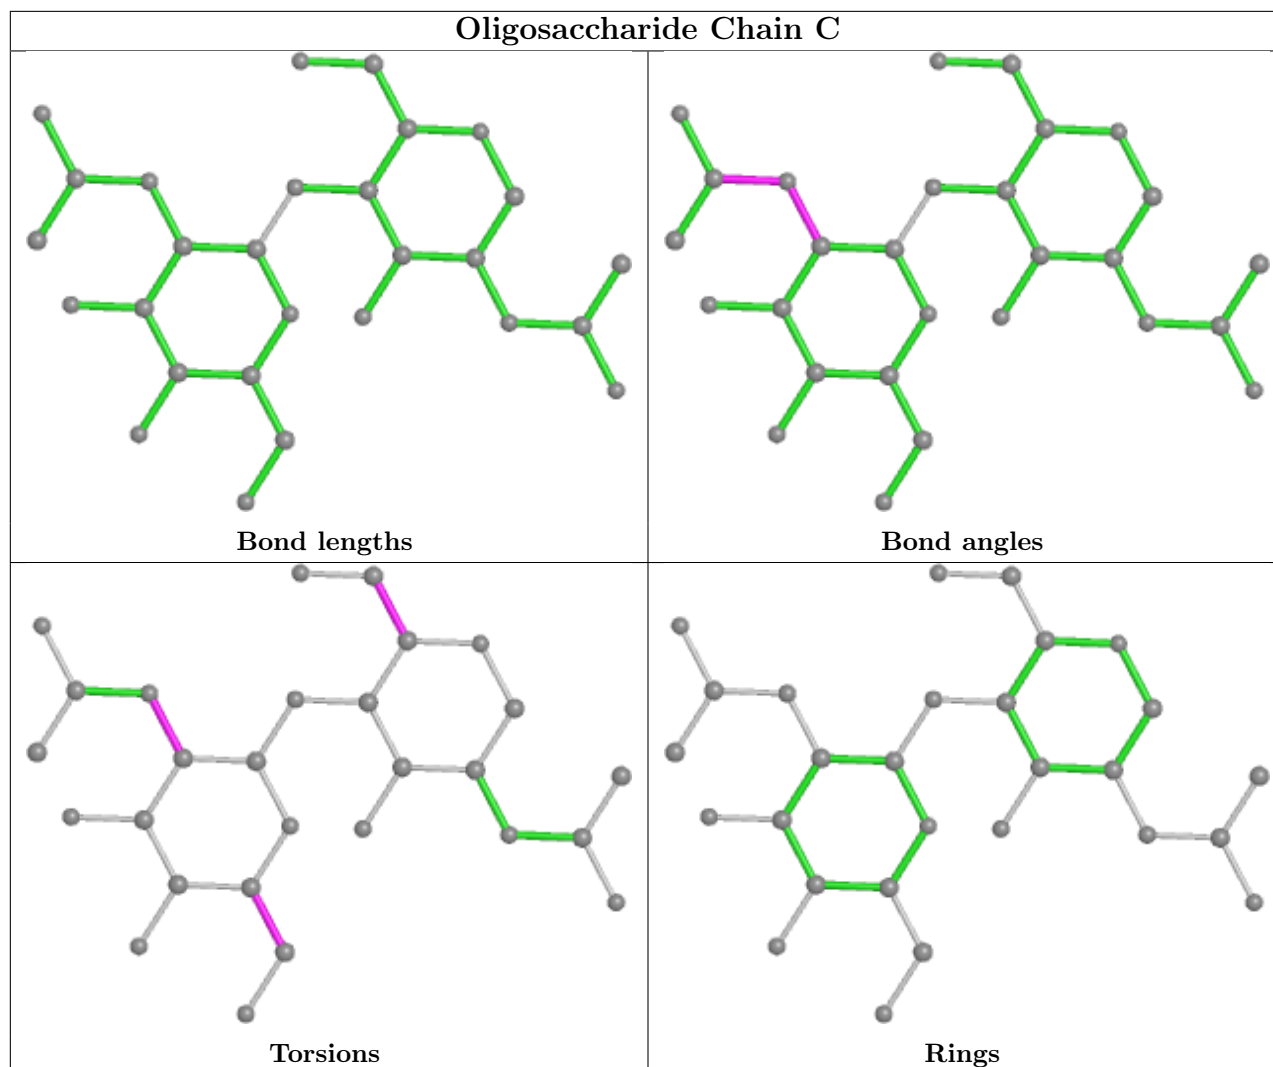 Oligosaccharide Chain C
Bond lengths
Bond angles
Torsions
Rings